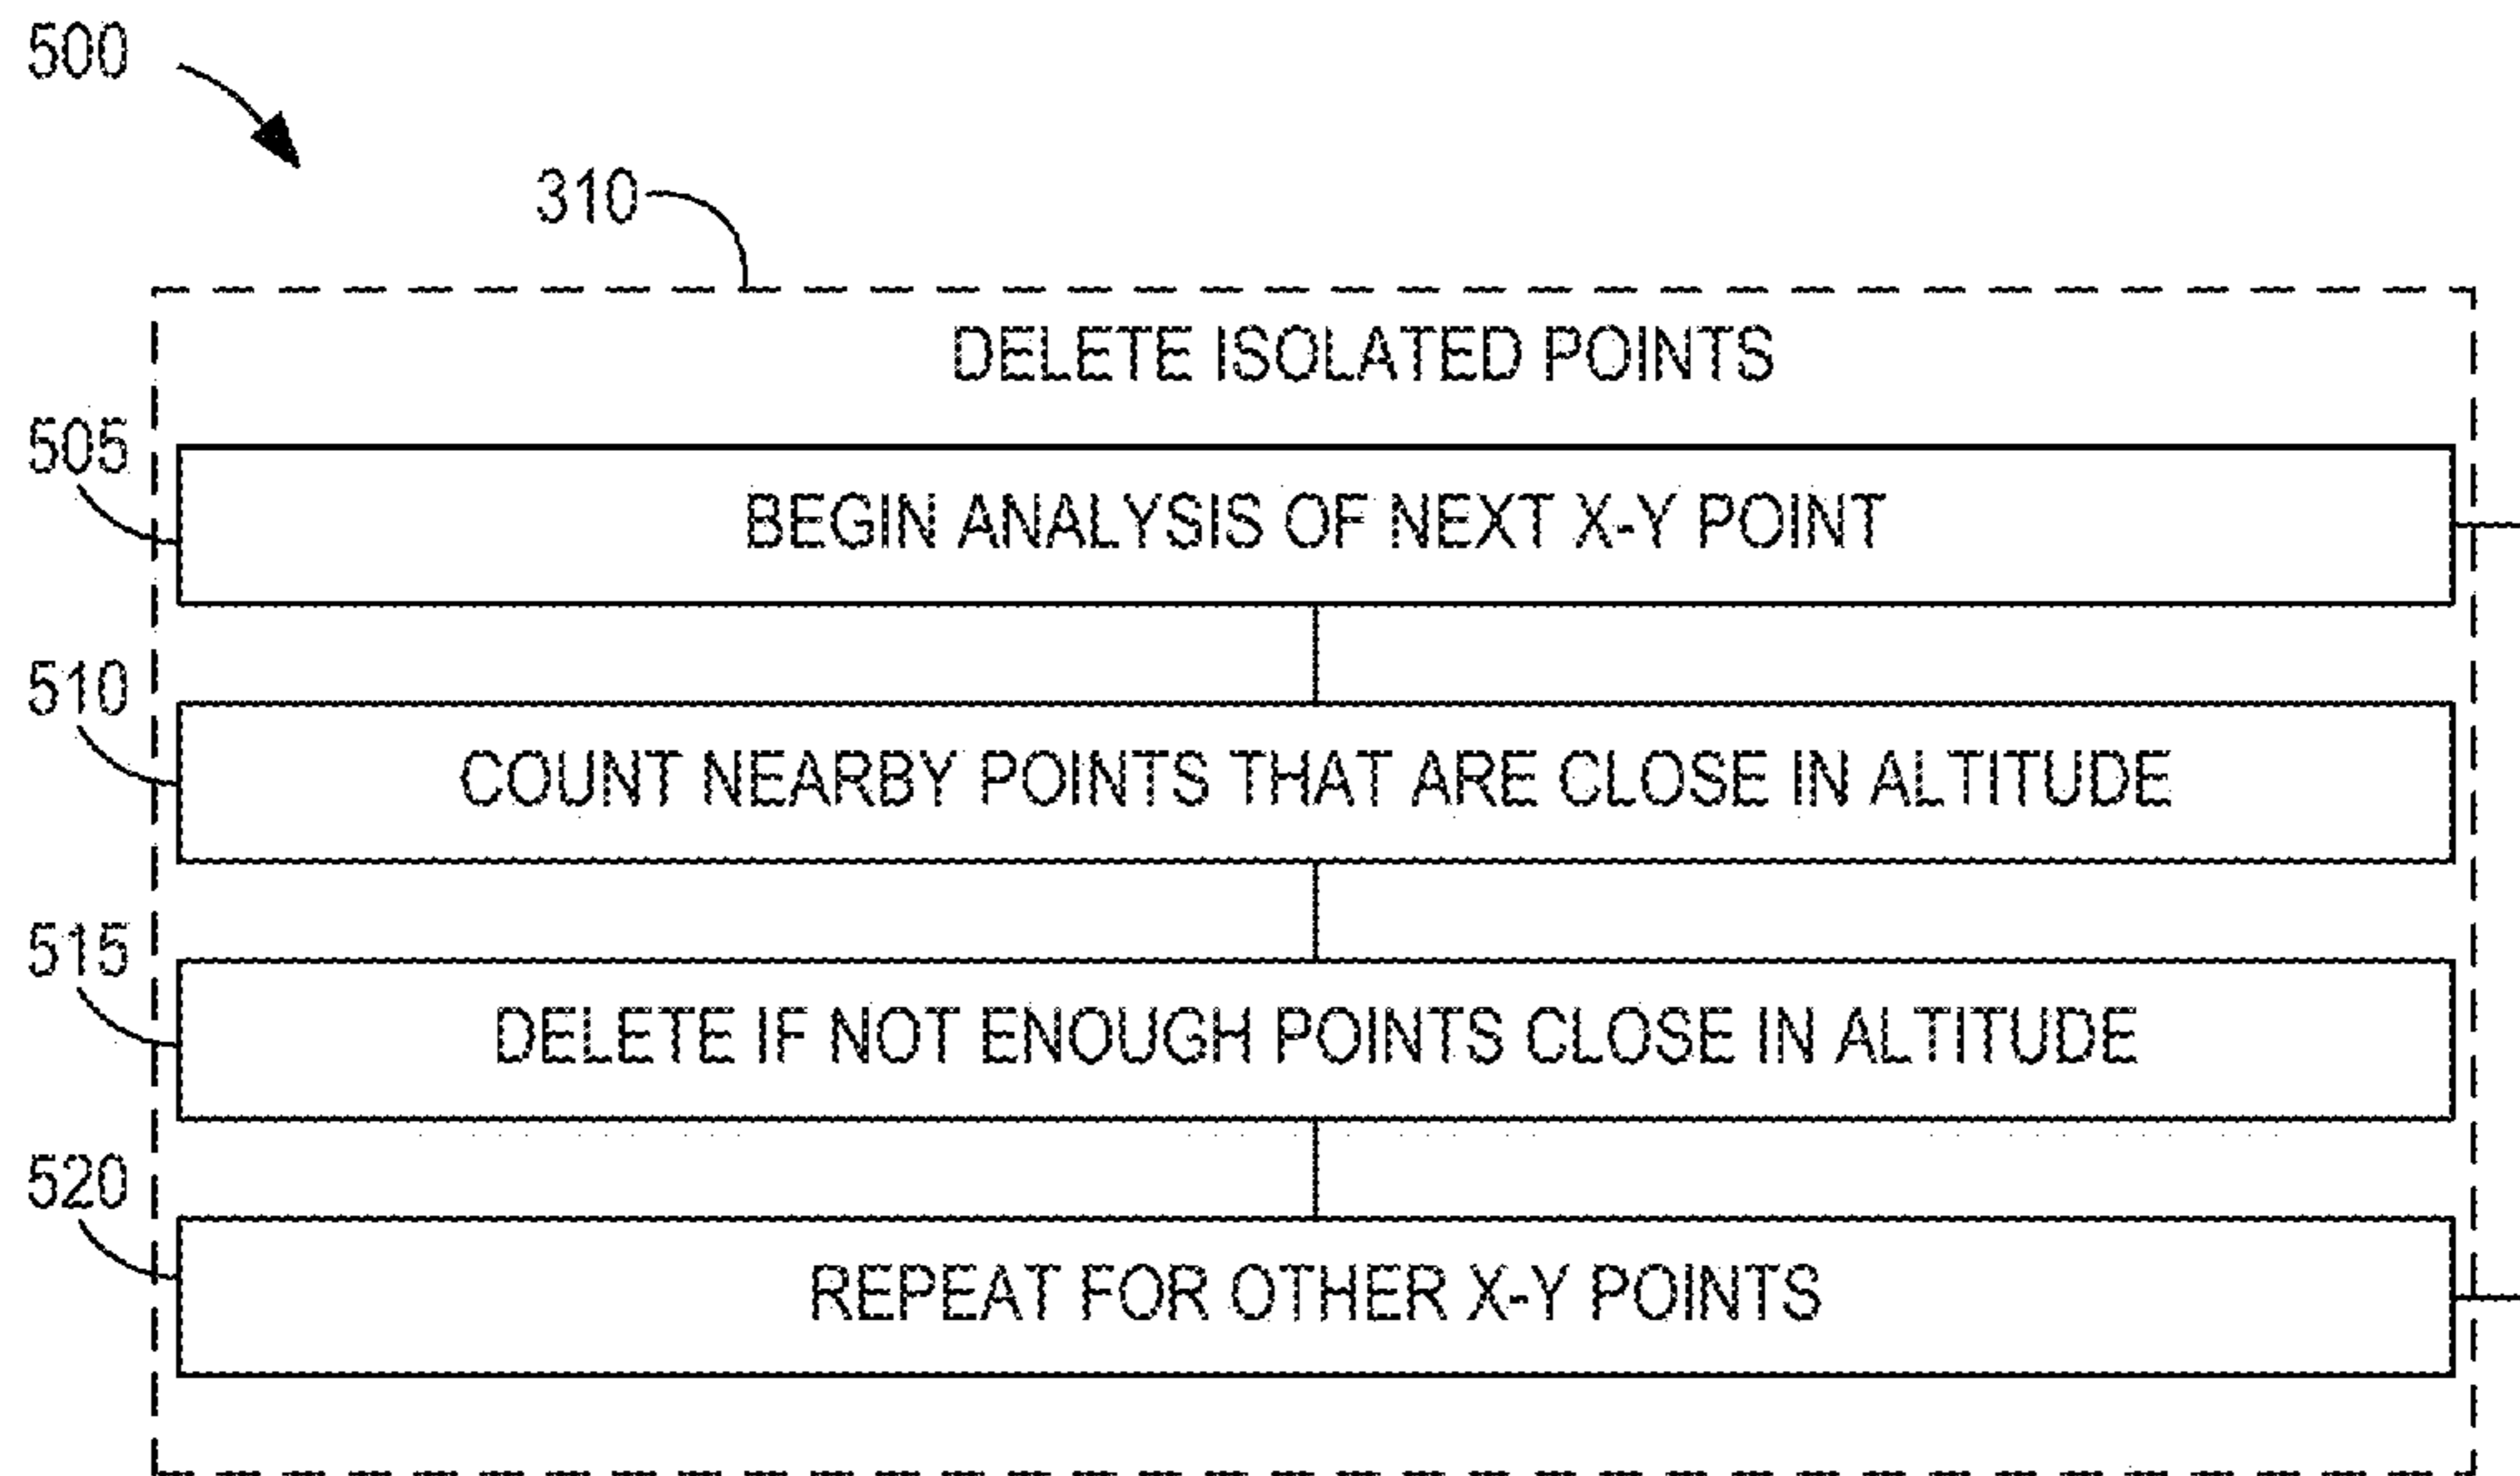 500
310
DELETE ISOLATED POINTS
505
BEGIN ANALYSIS OF NEXT X-Y POINT
510
COUNT NEARBY POINTS THAT ARE CLOSE IN ALTITUDE
515
DELETE IF NOT ENOUGH POINTS CLOSE IN ALTITUDE
520
REPEAT FOR OTHER X-Y POINTS